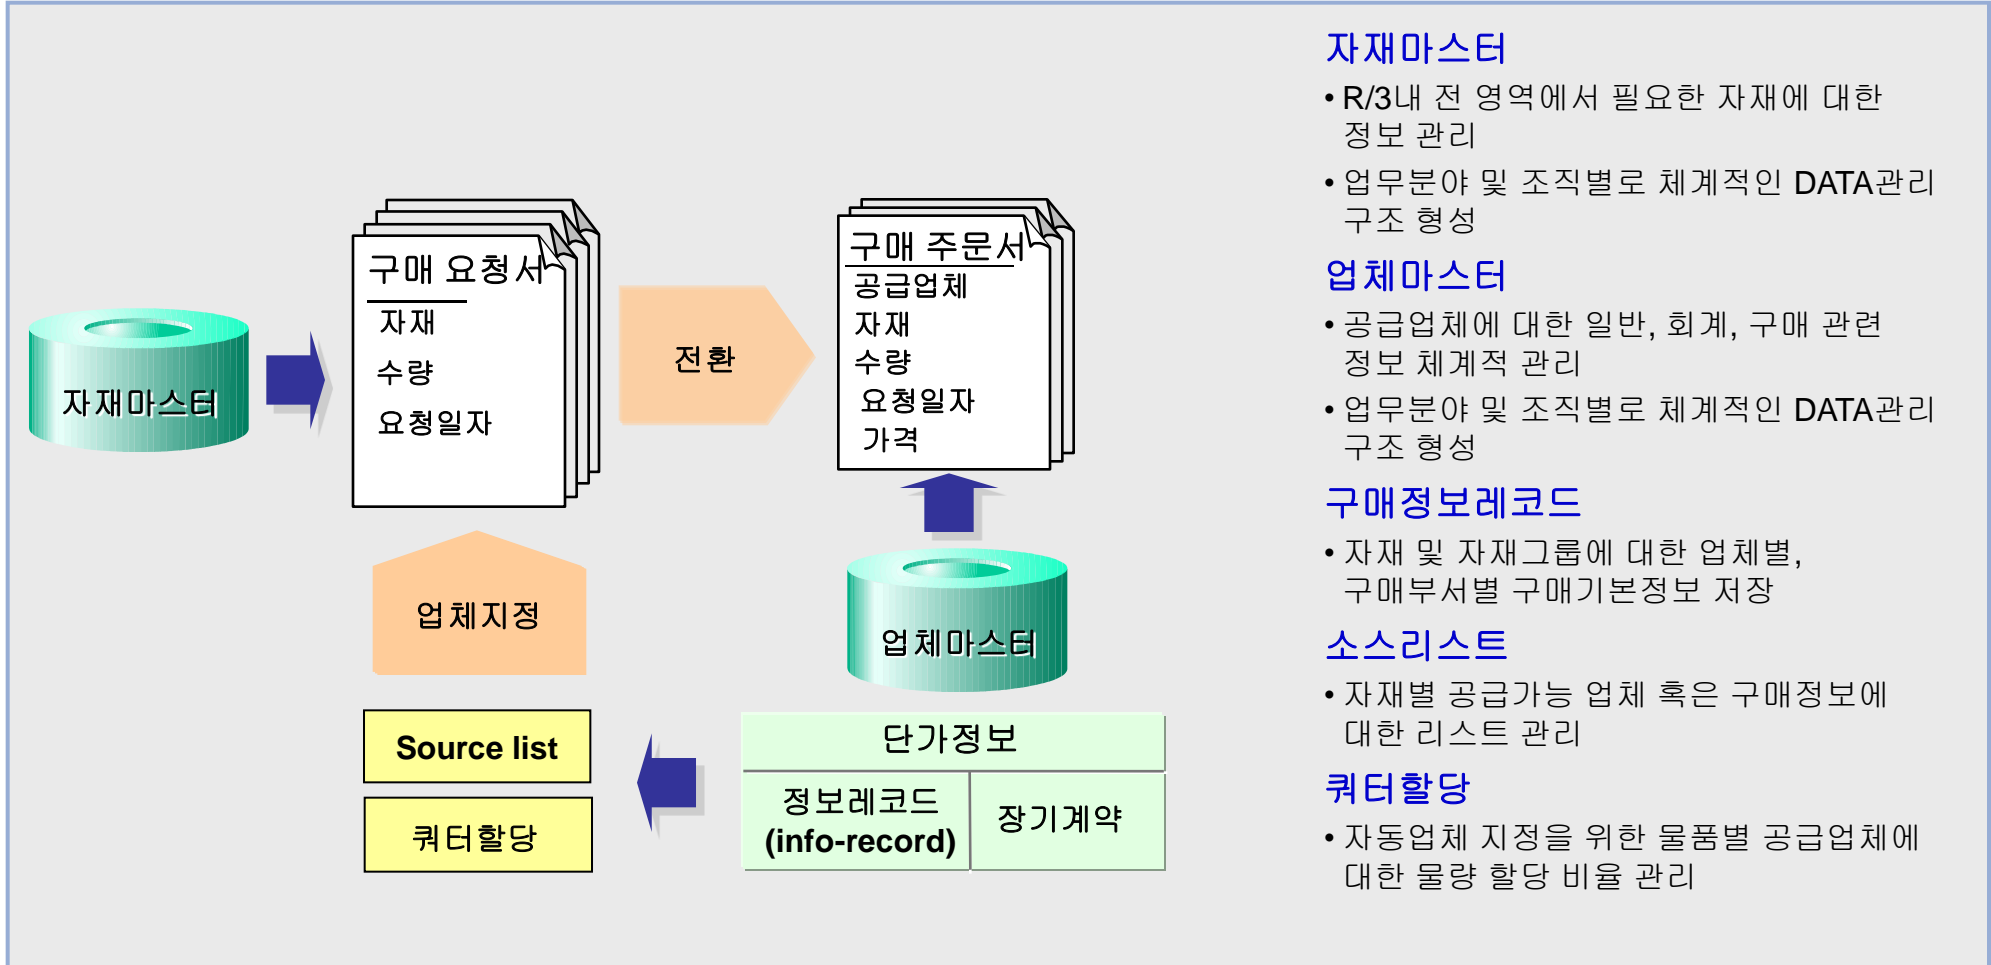 자재마스터
구매 요청서
자재
수량
요청일자
전환
구매 주문서
공급업체
자재
수량
요청일자
가격
업체지정
업체마스터
Source list
쿼터할당
단가정보
정보레코드
(info-record)
장기계약
자재마스터
• R/3내 전 영역에서 필요한 자재에 대한
정보 관리
• 업무분야 및 조직별로 체계적인 DATA관리
구조 형성
업체마스터
• 공급업체에 대한 일반, 회계, 구매 관련
정보 체계적 관리
• 업무분야 및 조직별로 체계적인 DATA관리
구조 형성
구매정보레코드
• 자재 및 자재그룹에 대한 업체별,
구매부서별 구매기본정보 저장
소스리스트
• 자재별 공급가능 업체 혹은 구매정보에
대한 리스트 관리
쿼터할당
• 자동업체 지정을 위한 물품별 공급업체에
대한 물량 할당 비율 관리